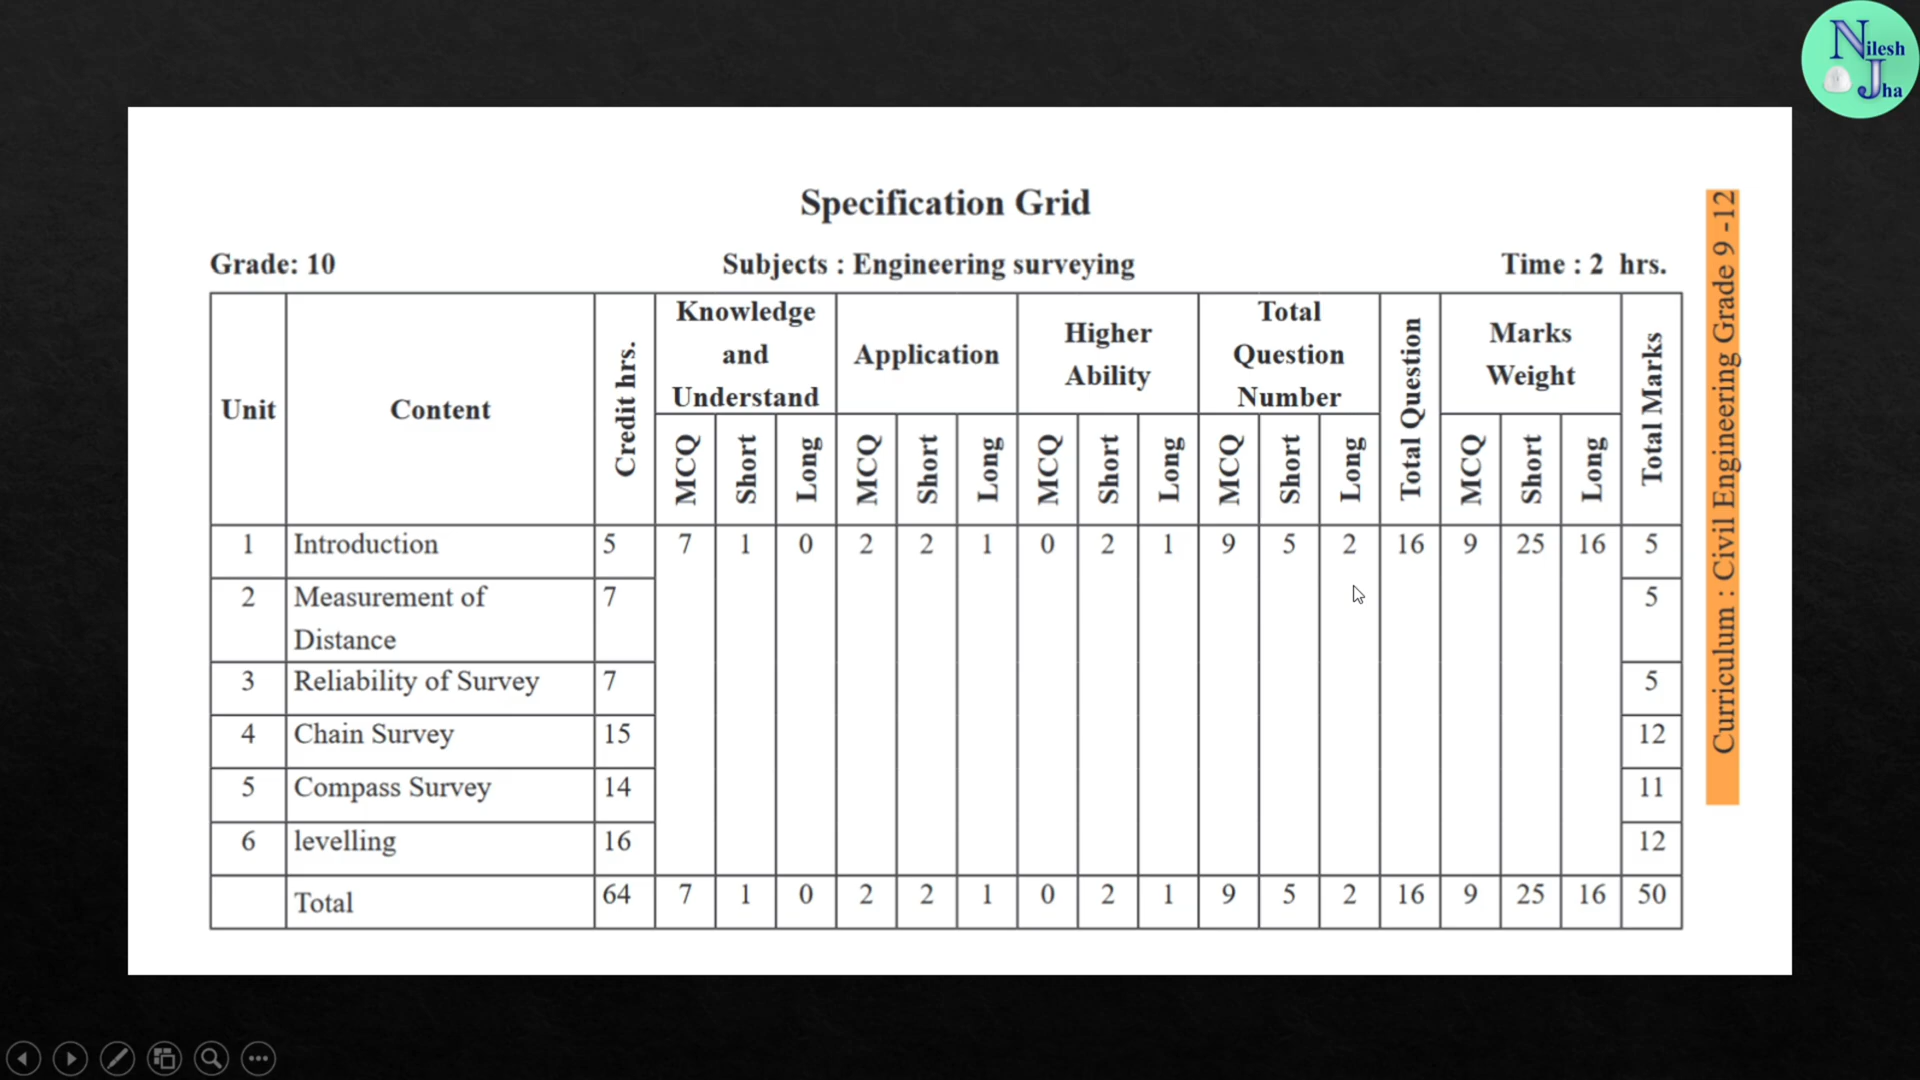 Nilesh
Jha
Specification Grid
Grade: 10 Subjects : Engineering surveying Time : 2 hrs.
Unit Content Credit hrs. Knowledge and Understand Application Higher Ability Total Question Number Total Question Marks Weight Total Marks
MCQ Short Long MCQ Short Long MCQ Short Long MCQ Short Long MCQ Short Long
1 Introduction 5 7 1 0 2 2 1 0 2 1 9 5 2 16 9 25 16 5
2 Measurement of 7 5
Distance
3 Reliability of Survey 7 5
4 Chain Survey 15 12
5 Compass Survey 14 11
6 levelling 16 12
Total 64 7 1 0 2 2 1 0 2 1 9 5 2 16 9 25 16 50
Curriculum : Civil Engineering Grade 9 -12